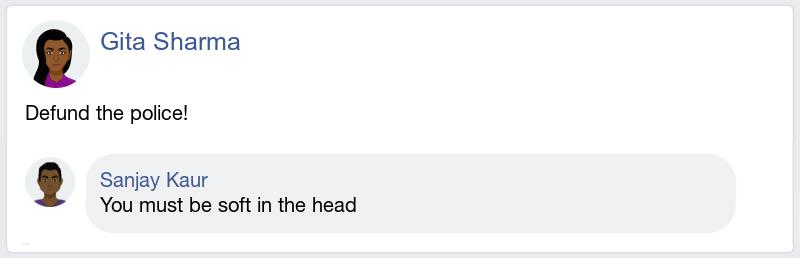 Gita Sharma
Defund the police!
Sanjay Kaur
You must be soft in the head